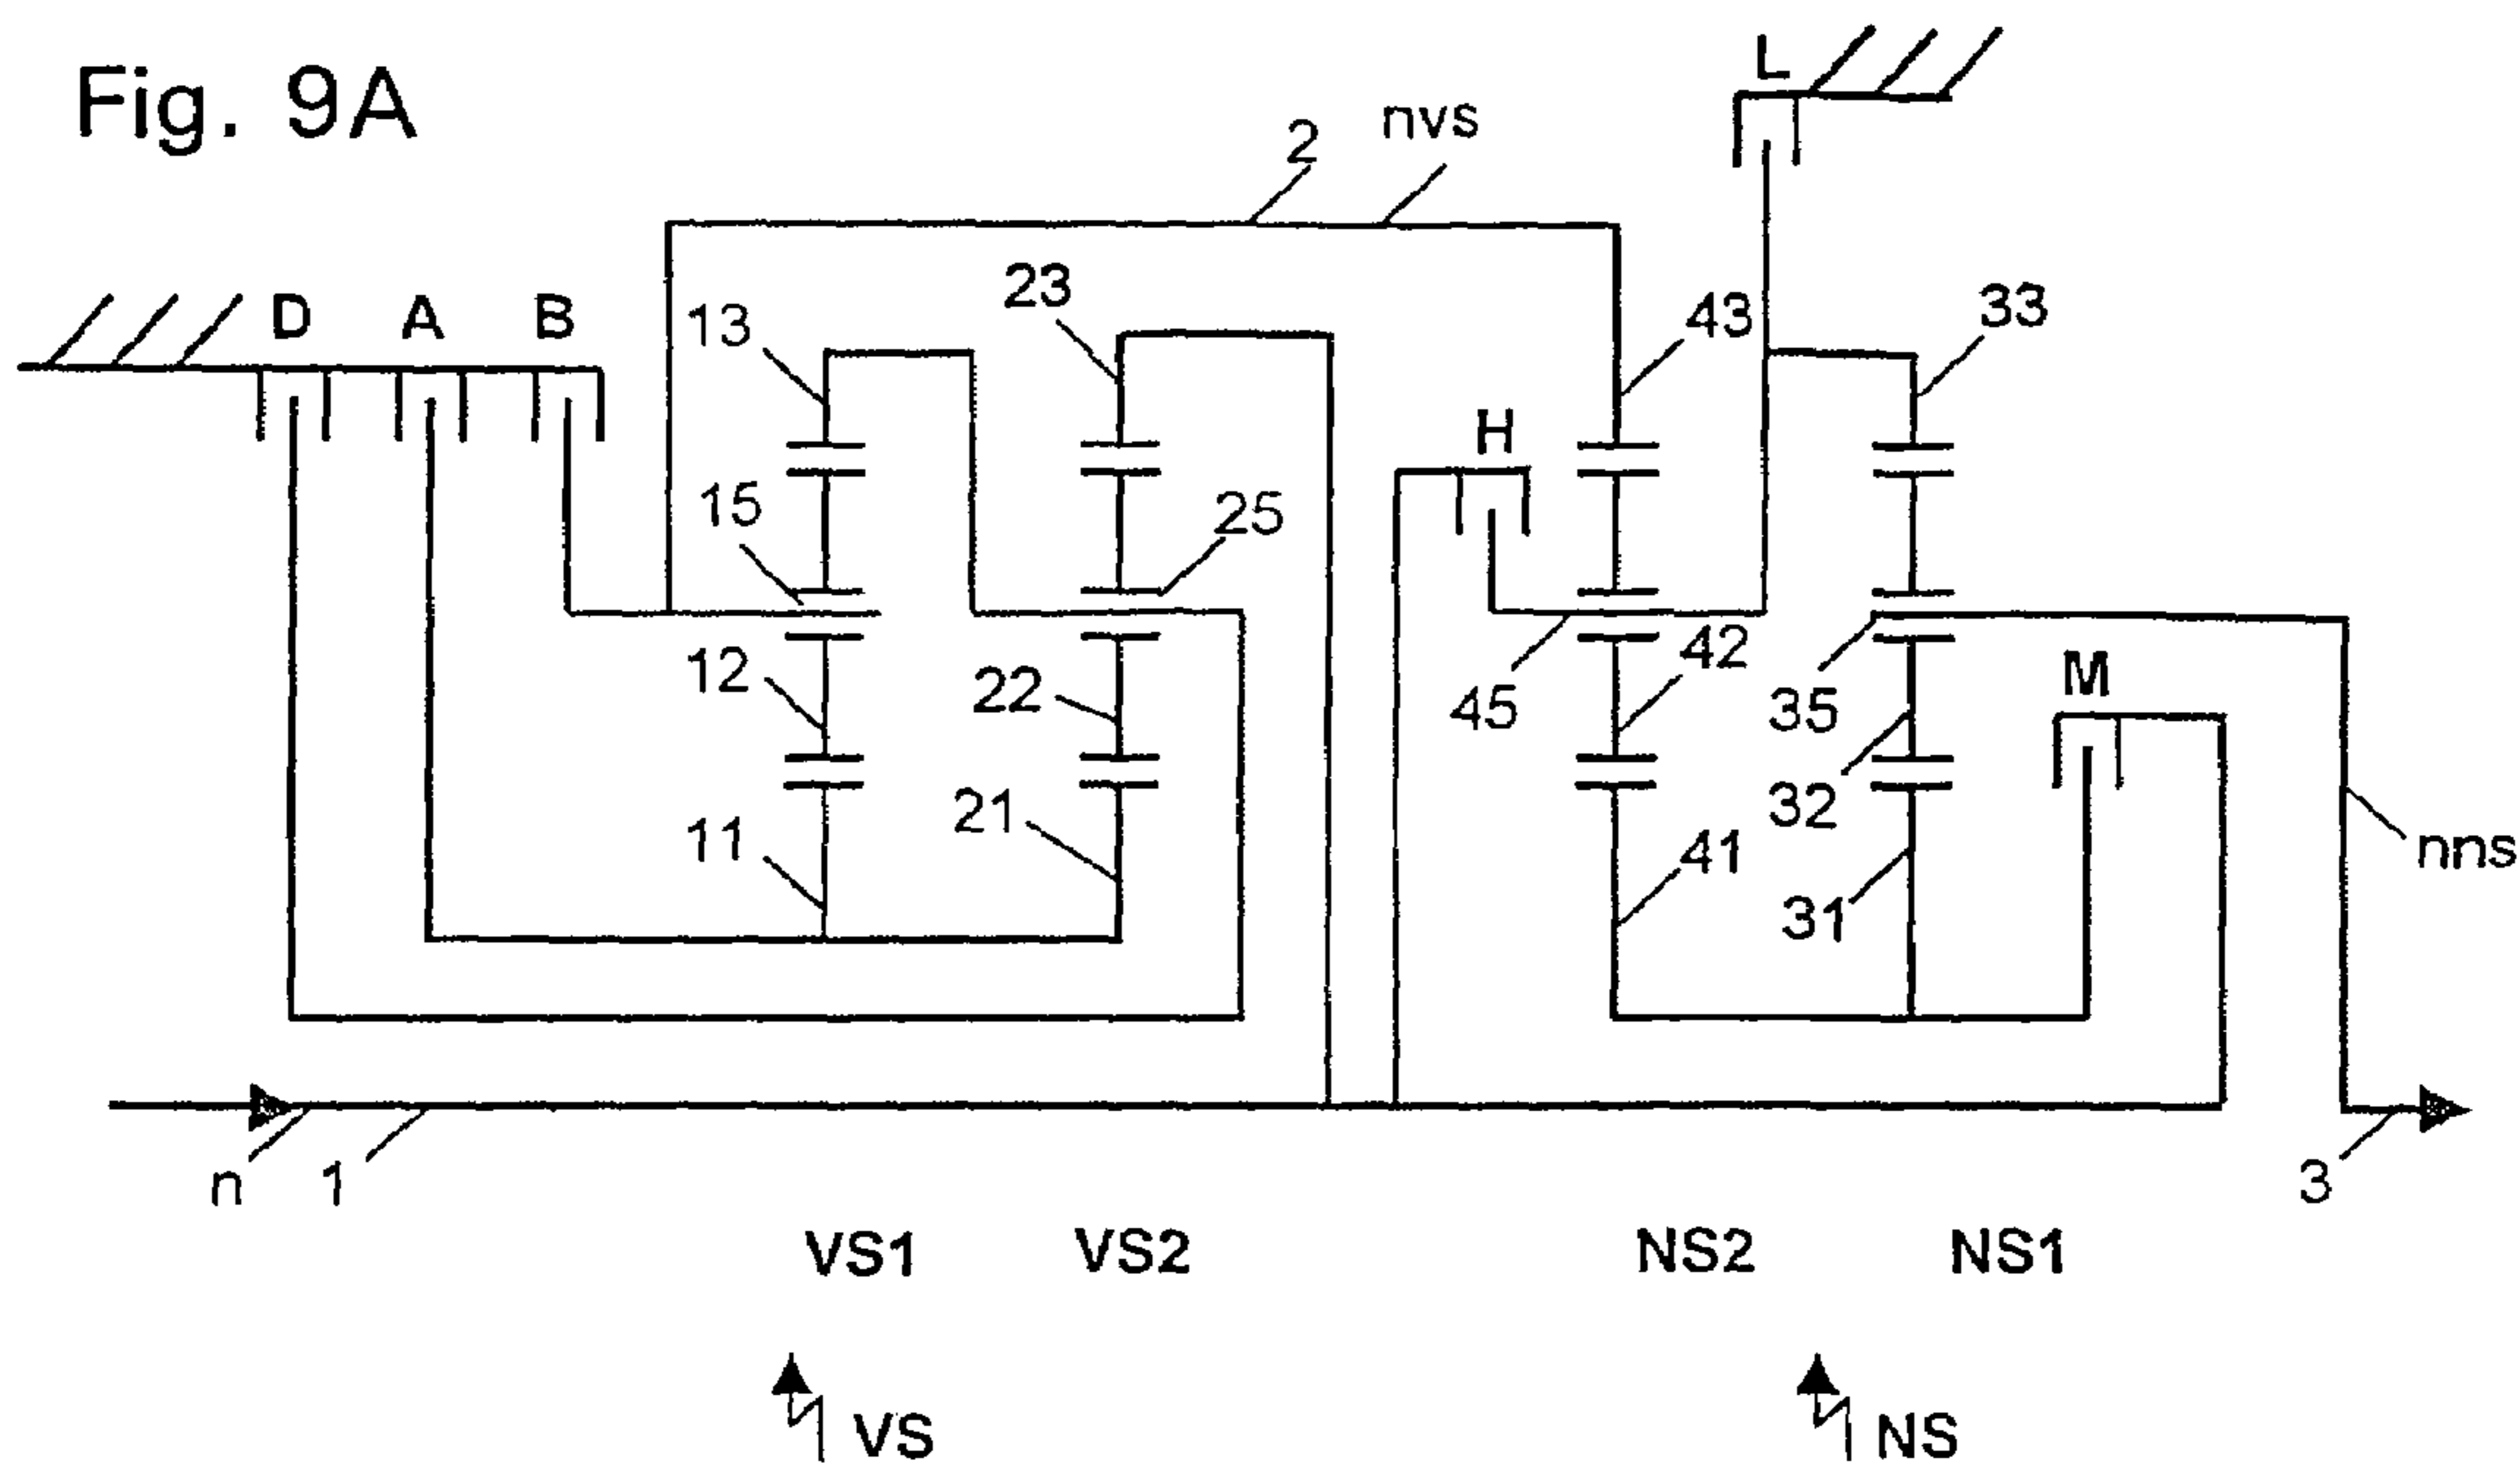 Fig. 9A
L
2 nvs
D A B
13 23 43 33
H
15 25
12 22 45 42 35 M
11 21 41 32 31
nns
n 1 3
VS1 VS2 NS2 NS1
VS NS